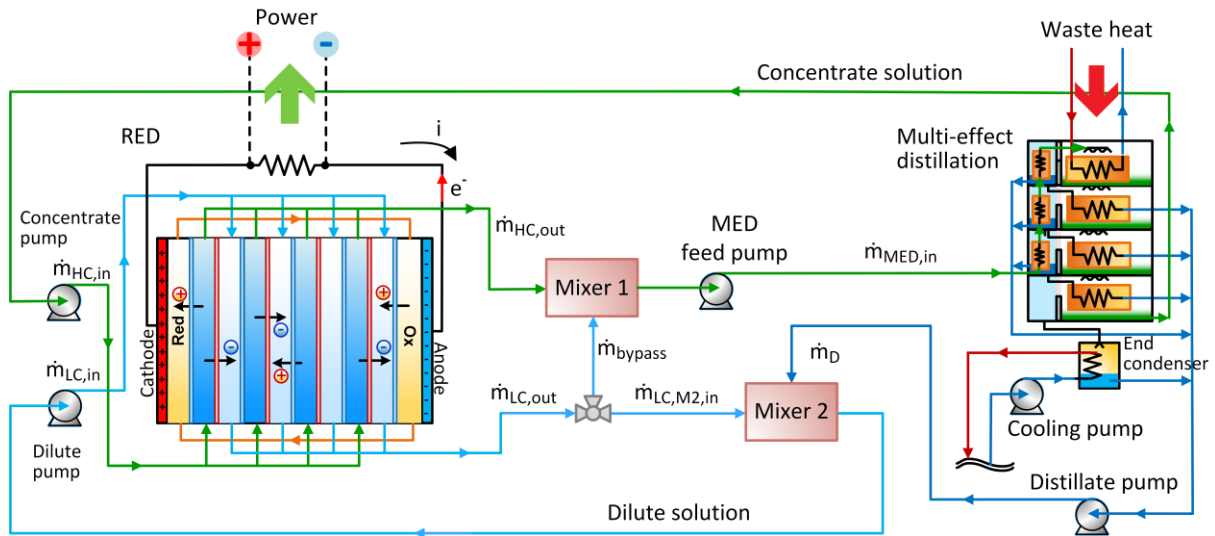 Power
+
-
Waste heat
Concentrate solution
RED
i
Multi-effect
distillation
e-
Concentrate
pump
ṁHC,in
ṁHC,out
MED
feed pump
ṁMED,in
Mixer 1
Cathode
Red
+
-
-
+
+
-
Ox
Anode
ṁbypass
ṁD
End
condenser
ṁLC,in
ṁLC,out
ṁLC,M2,in
Mixer 2
Cooling pump
Dilute
pump
Distillate pump
Dilute solution